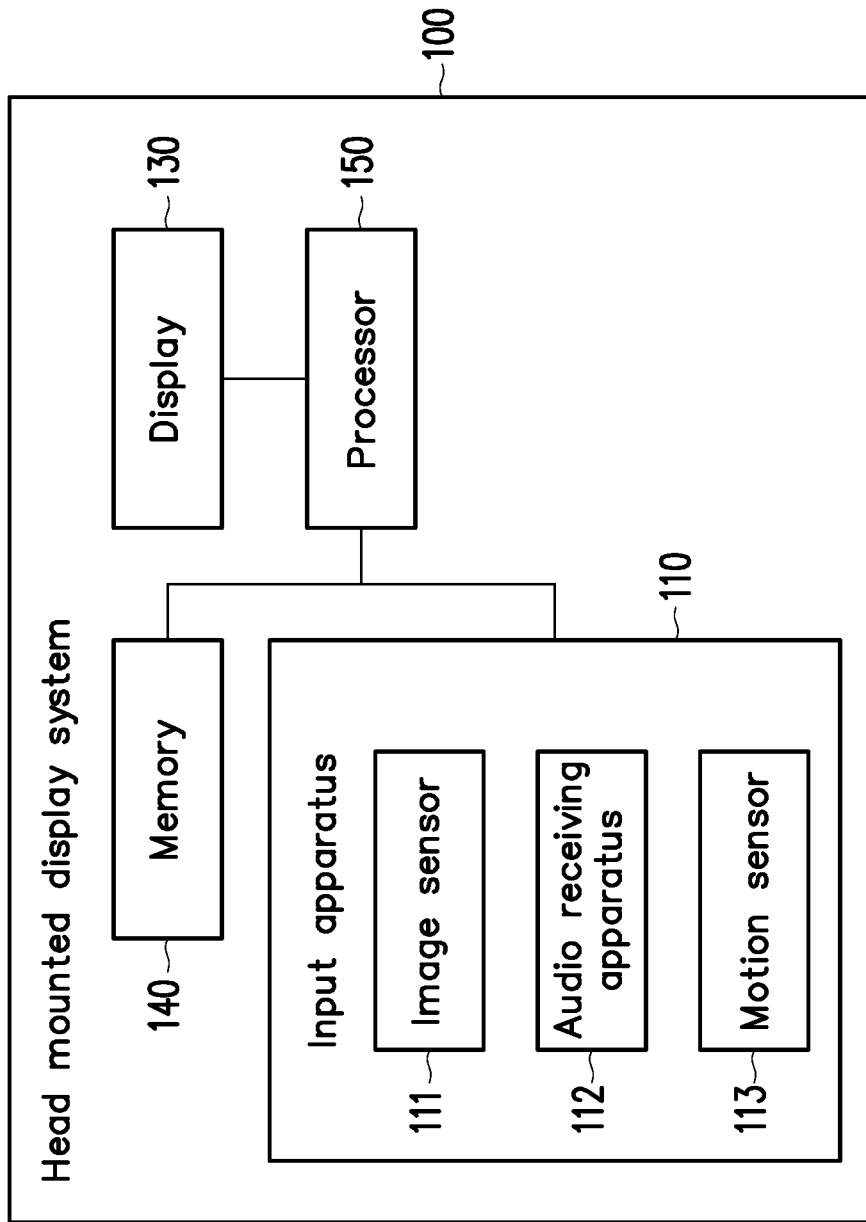 Head mounted display system
Memory
140
Display
130
Processor
150
Input apparatus
110
Image sensor
111
Audio receiving
apparatus
112
Motion sensor
113
100